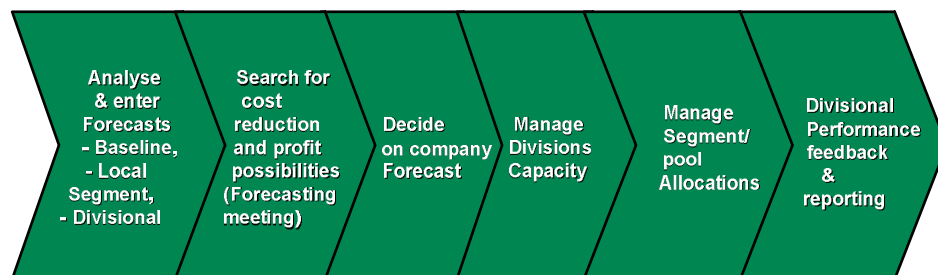 Analyse
& enter
Forecasts
- Baseline,
- Local
Segment,
- Divisional
Search for
cost
reduction
and profit
possibilities
(Forecasting
meeting)
Decide
on company
Forecast
Manage
Divisions
Capacity
Manage
Segment/
pool
Allocations
Divisional
Performance
feedback
&
reporting